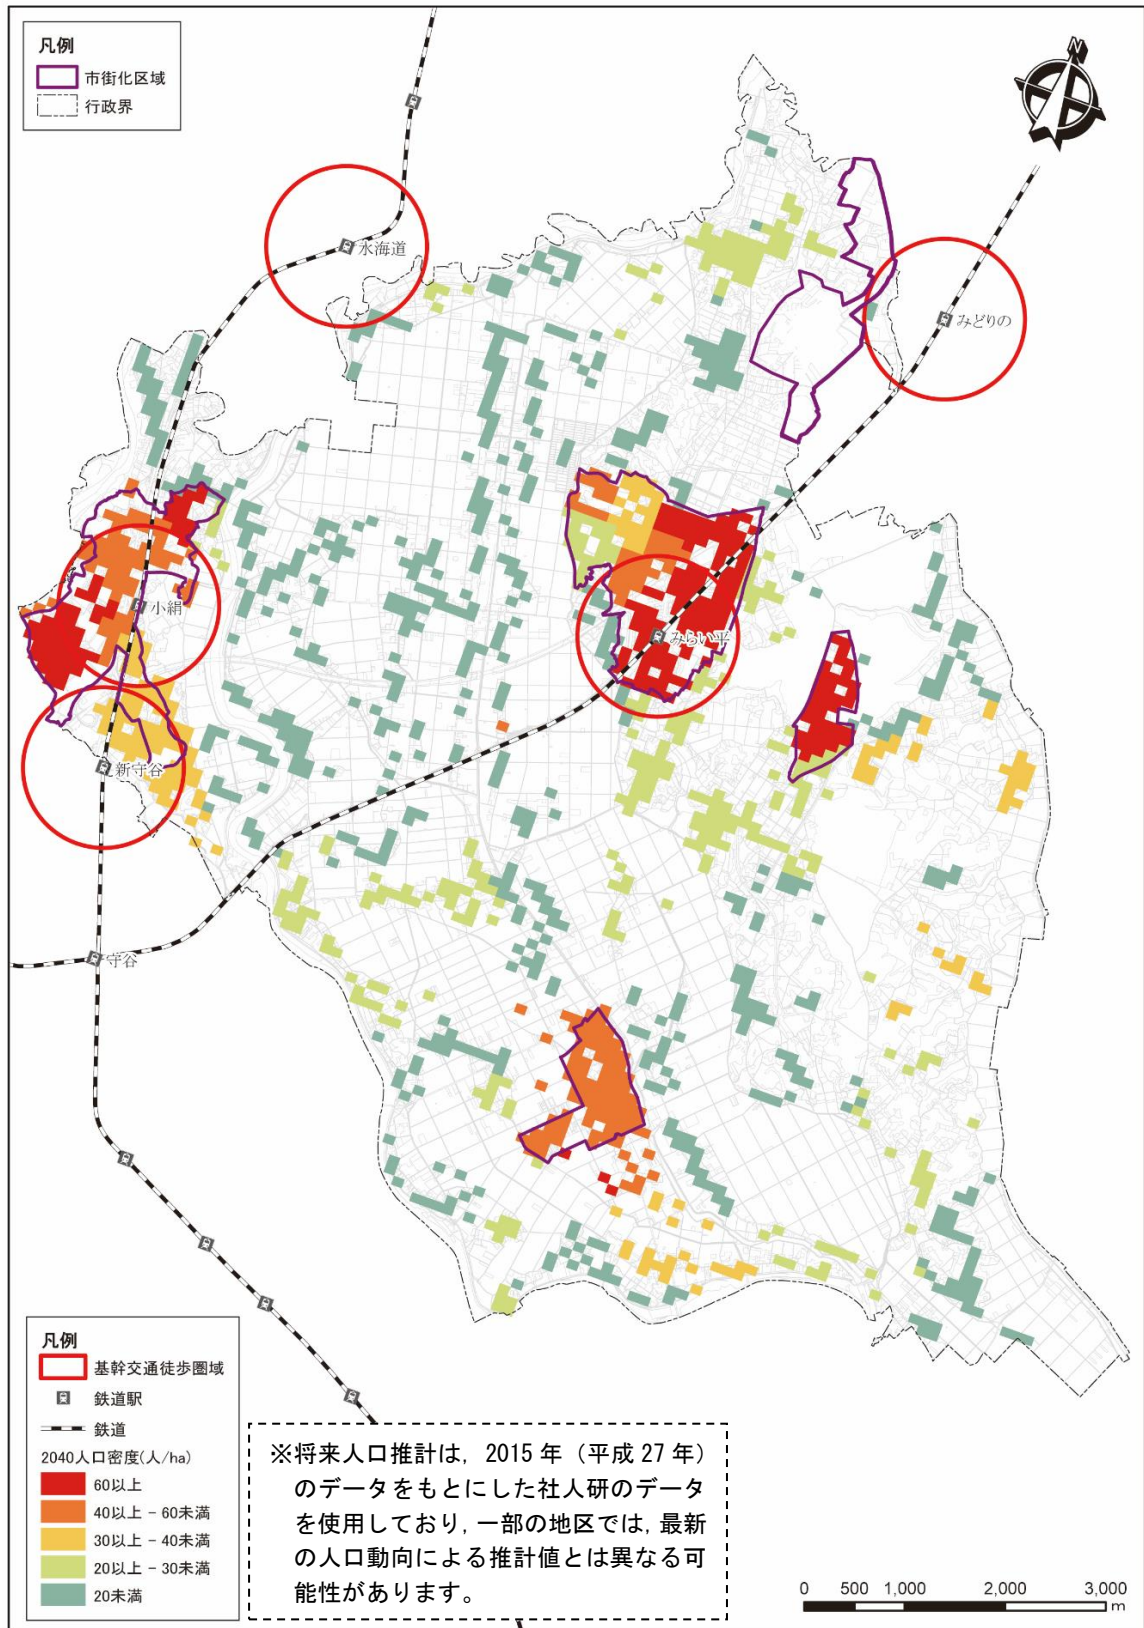 凡例
市街化区域
行政界
N
水海道
みどりの
小絹
みらい平
新守谷
守谷
凡例
基幹交通徒歩圏域
鉄道駅
鉄道
2040人口密度(人/ha)
60以上
40以上 - 60未満
30以上 - 40未満
20以上 - 30未満
20未満
※将来人口推計は, 2015年（平成27年）
のデータをもとにした社人研のデータ
を使用しており, 一部の地区では, 最新
の人口動向による推計値とは異なる可
能性があります。
0 500 1,000 2,000 3,000
m